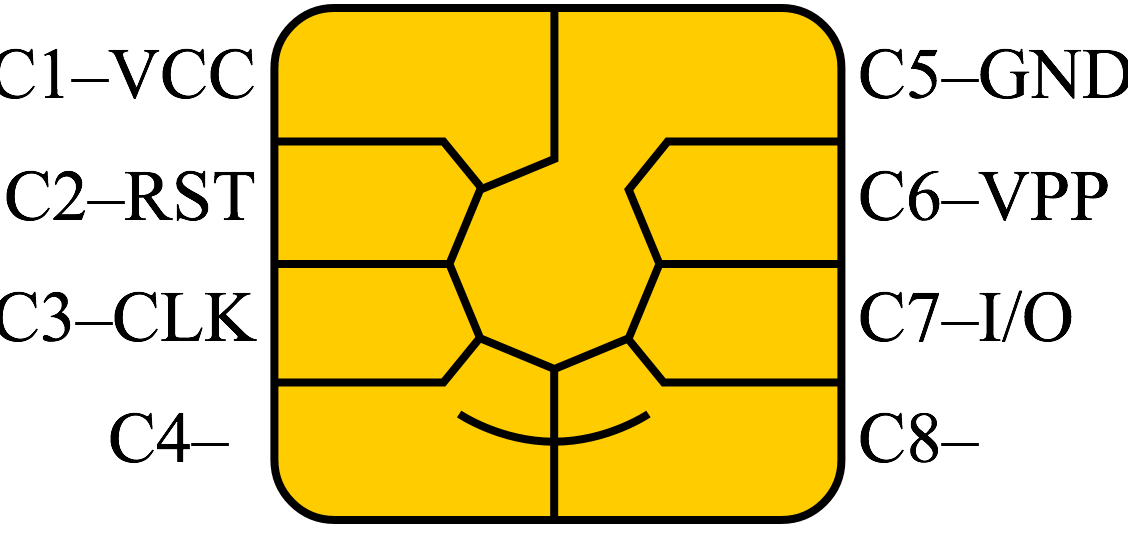 C1–VCC
C5–GND
C2–RST
C6–VPP
C3–CLK
C7–I/O
C4–
C8–